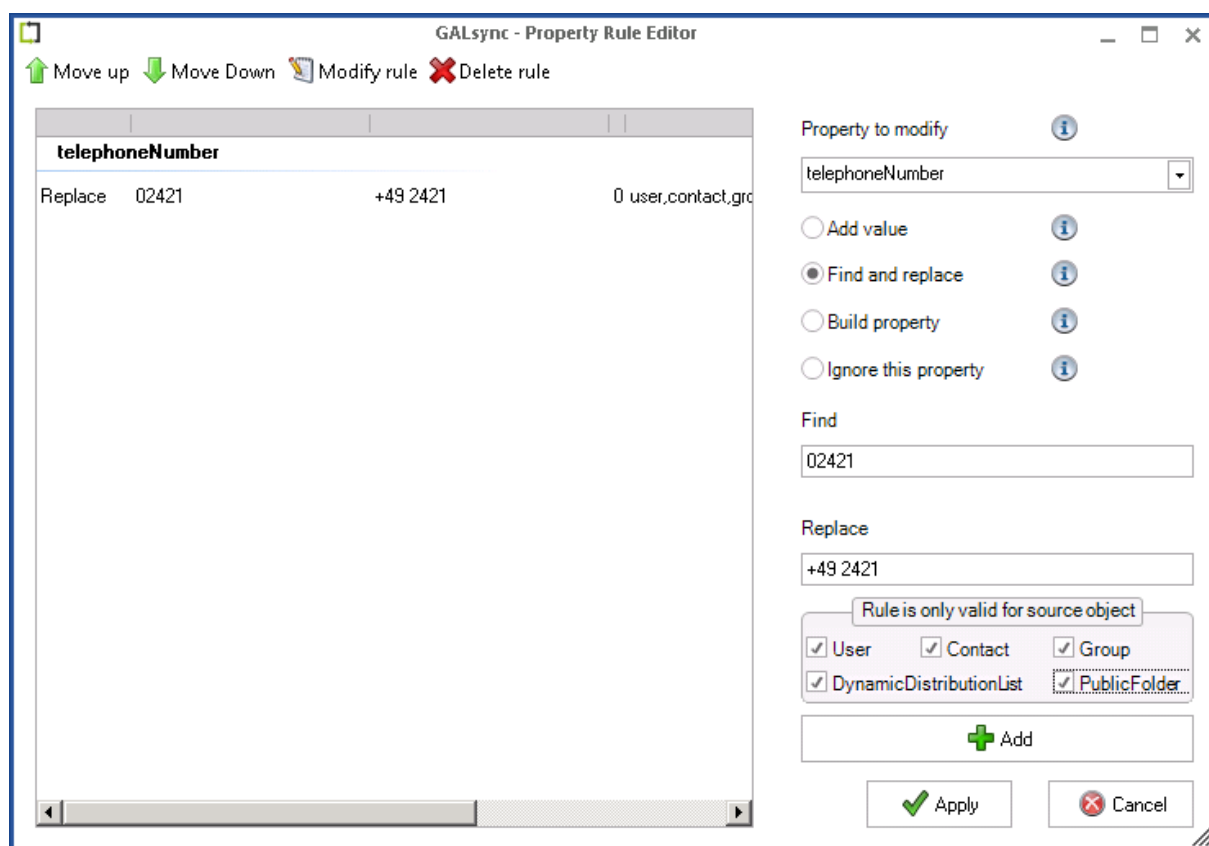 GALsync - Property Rule Editor
Move up Move Down Modify rule Delete rule
telephoneNumber
Replace 02421 +49 2421 0 user,contact,gro
Property to modify
telephoneNumber
Add value
Find and replace
Build property
Ignore this property
Find
02421
Replace
+49 2421
Rule is only valid for source object
User Contact Group
DynamicDistributionList PublicFolder
Add
Apply Cancel